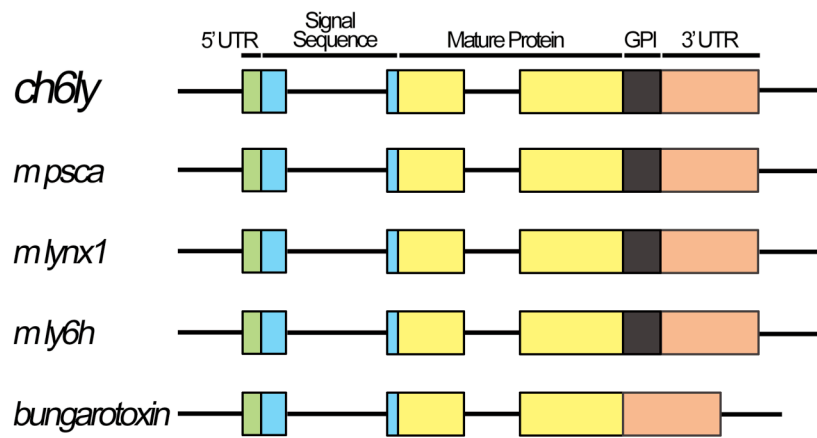 Signal
5' UTR Sequence Mature Protein GPI 3' UTR
ch6ly
m psca
m lynx1
m ly6h
bungarotoxin